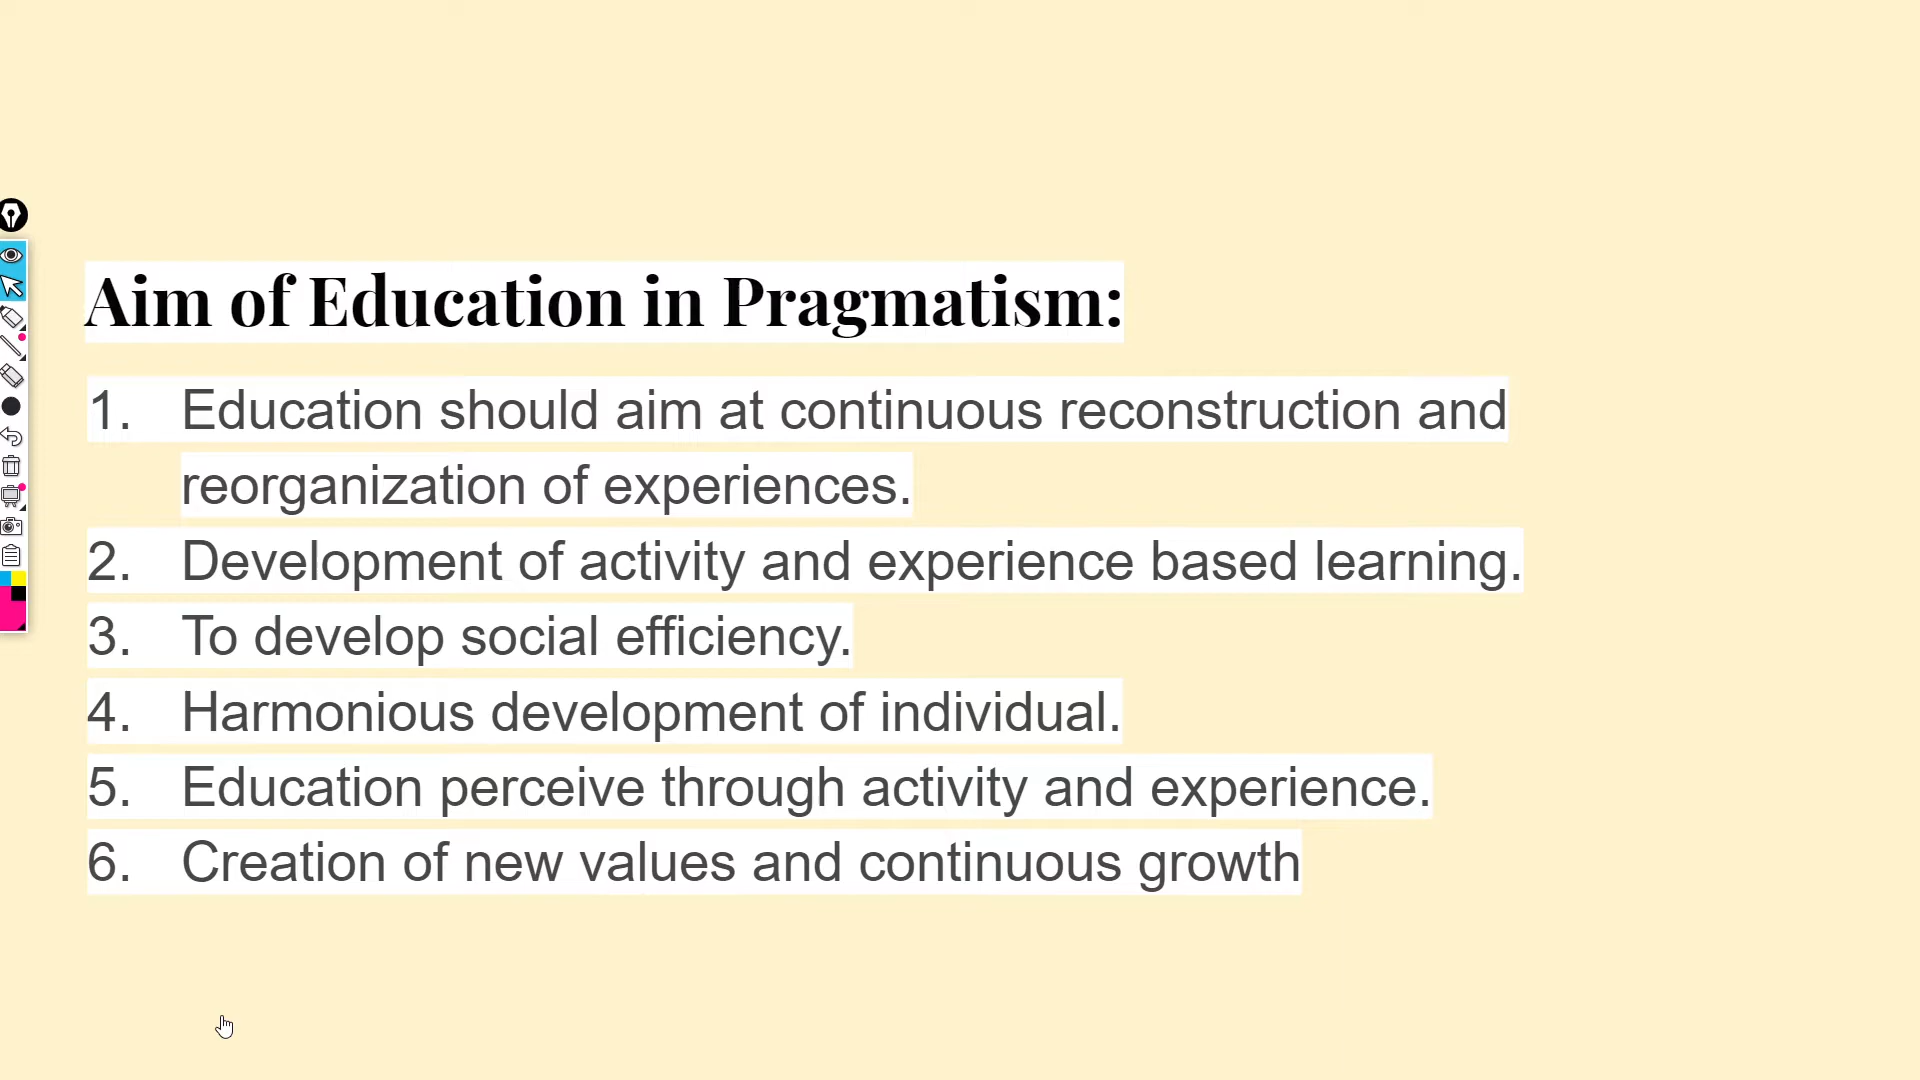 Aim of Education in Pragmatism:
1. Education should aim at continuous reconstruction and
reorganization of experiences.
2. Development of activity and experience based learning.
3. To develop social efficiency.
4. Harmonious development of individual.
5. Education perceive through activity and experience.
6. Creation of new values and continuous growth